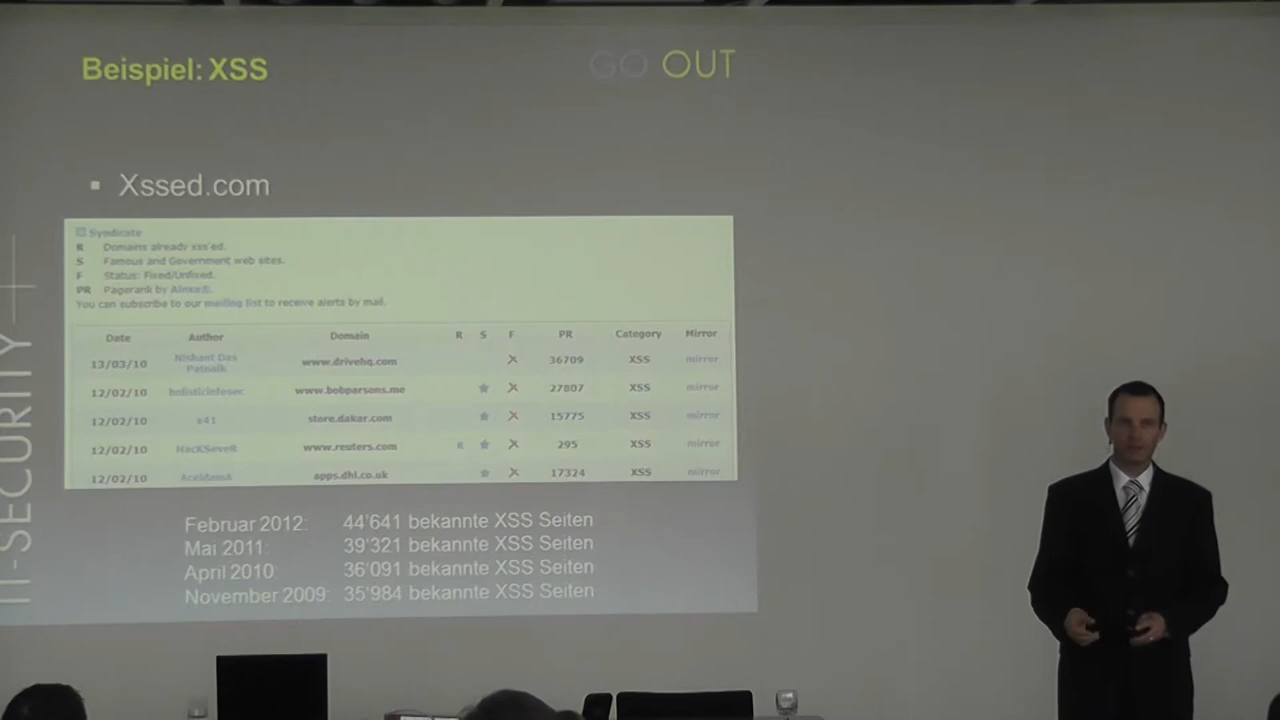 Beispiel: XSS
GO OUT
▪ Xssed.com
Syndicate
R Domains already xss'ed.
S Famous and Government web sites.
F Status: Fixed/Unfixed.
PR Pagerank by Alexa®.
You can subscribe to our mailing list to receive alerts by mail.
Date Author Domain R S F PR Category Mirror
13/03/10 Niskant Das Patnaik www.drivehq.com 36709 XSS mirror
12/02/10 holisticinfosec www.bobparsons.me 27807 XSS mirror
12/02/10 store.dakar.com 15775 XSS mirror
12/02/10 HacKSeveR www.reuters.com R 295 XSS mirror
12/02/10 apps.dhl.co.uk 17324 XSS mirror
Februar 2012: 44'641 bekannte XSS Seiten
Mai 2011: 39'321 bekannte XSS Seiten
April 2010: 36'091 bekannte XSS Seiten
November 2009: 35'984 bekannte XSS Seiten
IT-SECURITY